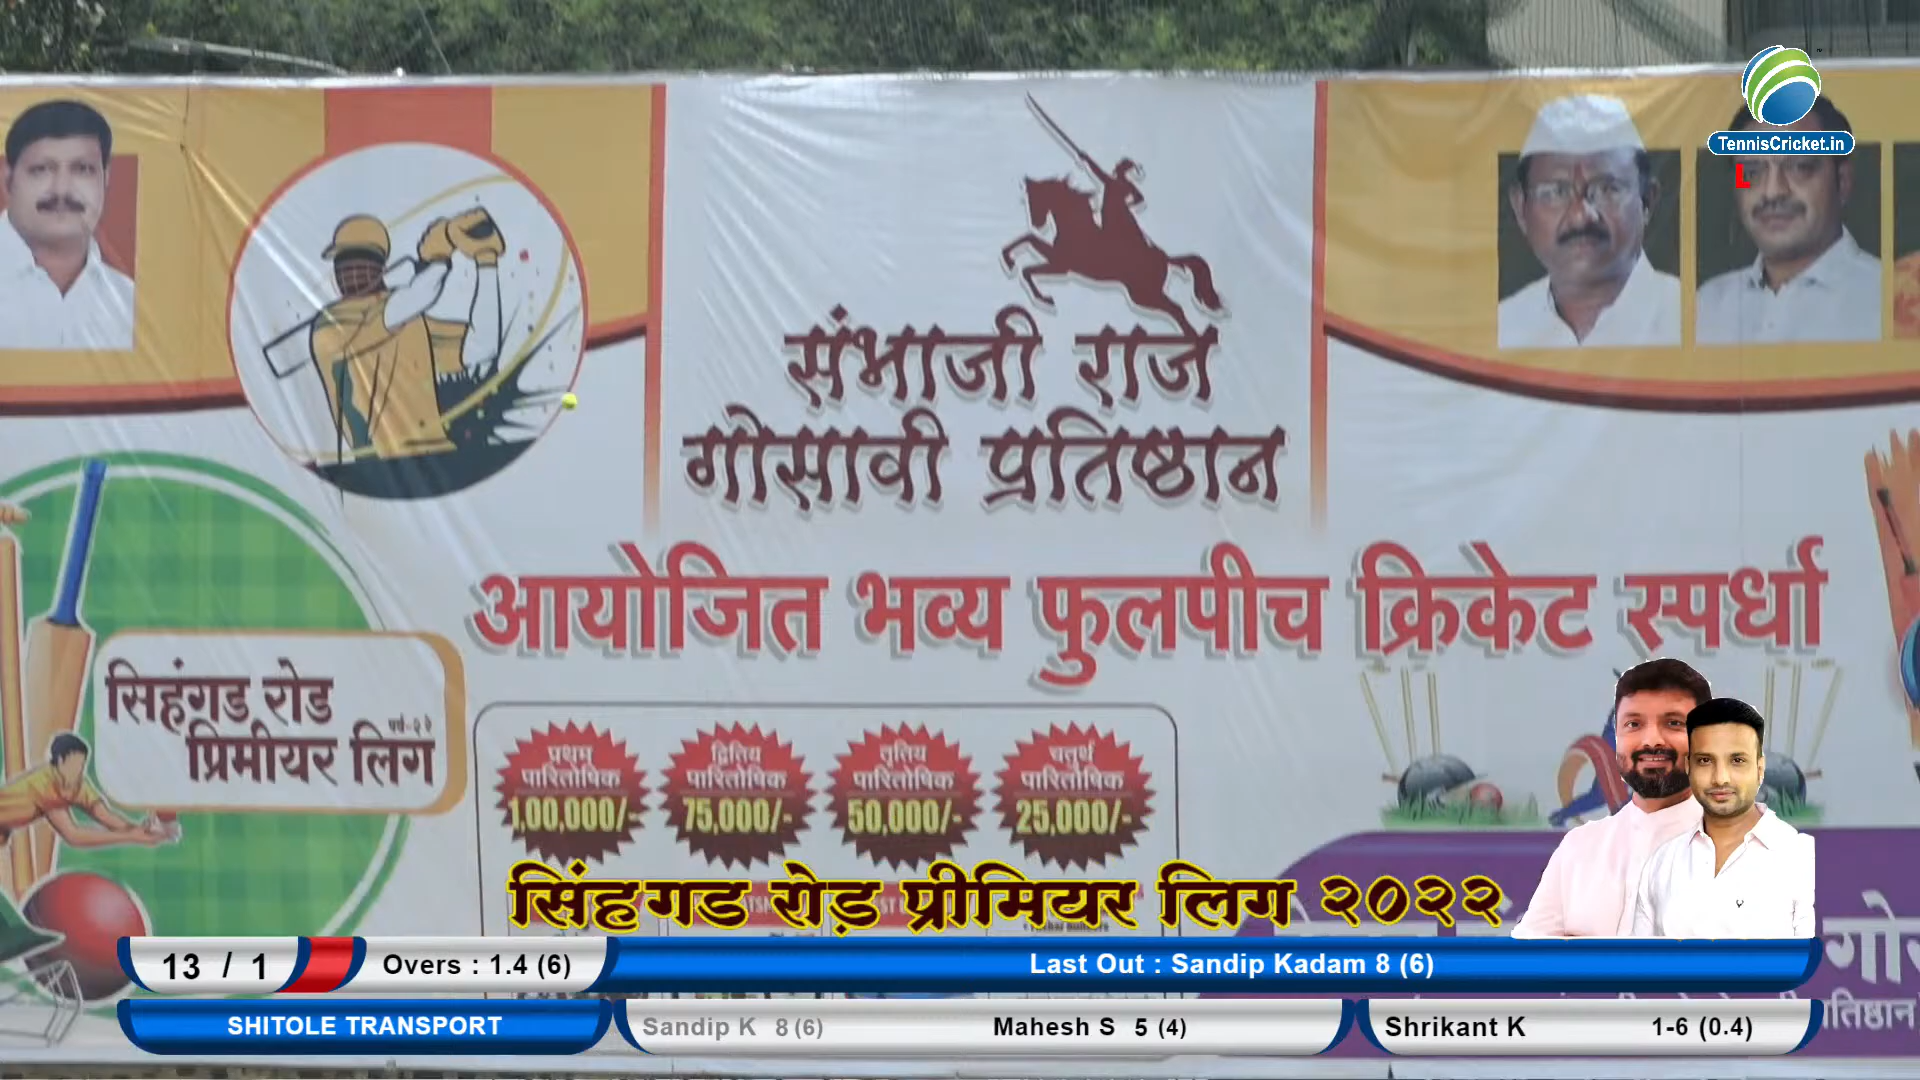 TennisCricket.in
L
संभाजी राजे
गोसावी प्रतिष्ठान
आयोजित भव्य फुलपीच क्रिकेट स्पर्धा
सिहंगड रोड
प्रिमीयर लिग
प्रथम पारितोषिक 1,00,000/-
द्वितिय पारितोषिक 75,000/-
तृतिय पारितोषिक 50,000/-
चतुर्थ पारितोषिक 25,000/-
सिंहगड रोड़ प्रीमियर लिग २०२२
13 / 1 Overs : 1.4 (6) Last Out : Sandip Kadam 8 (6)
SHITOLE TRANSPORT Sandip K 8 (6) Mahesh S 5 (4) Shrikant K 1-6 (0.4)